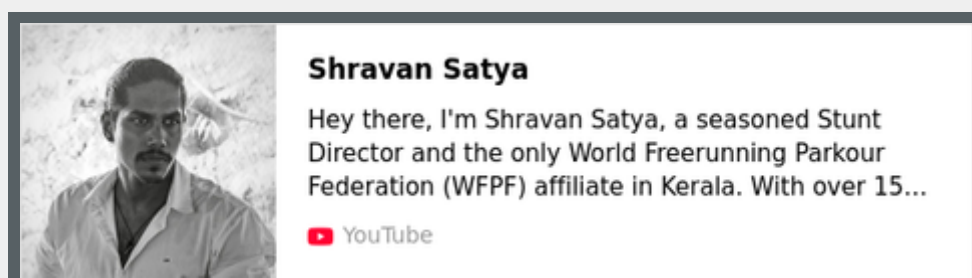 Shravan Satya
Hey there, I'm Shravan Satya, a seasoned Stunt
Director and the only World Freerunning Parkour
Federation (WFPF) affiliate in Kerala. With over 15...
YouTube